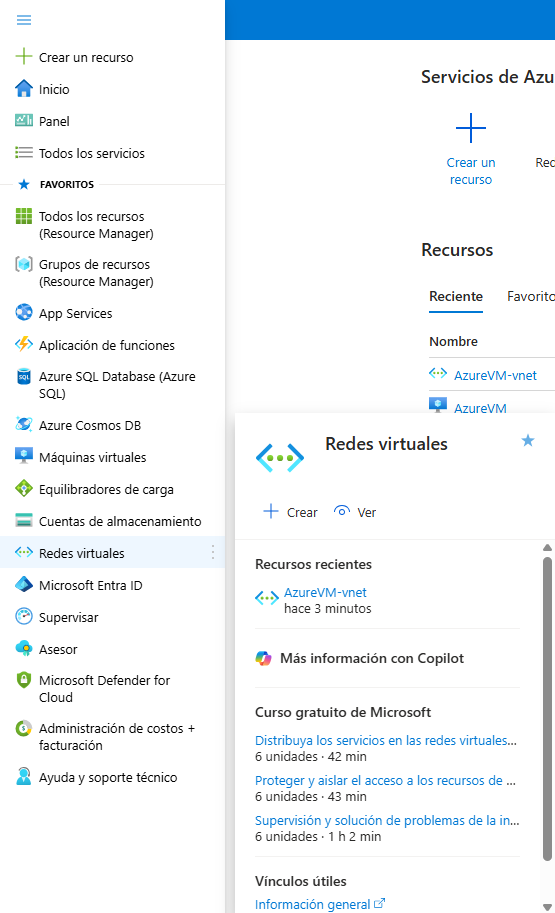 Crear un recurso
Inicio
Panel
Todos los servicios
FAVORITOS
Todos los recursos
(Resource Manager)
Grupos de recursos
(Resource Manager)
App Services
Aplicación de funciones
Azure SQL Database (Azure
SQL)
Azure Cosmos DB
Máquinas virtuales
Equilibradores de carga
Cuentas de almacenamiento
Redes virtuales
Microsoft Entra ID
Supervisar
Asesor
Microsoft Defender for
Cloud
Administración de costos +
facturación
Ayuda y soporte técnico
Servicios de Azu
Crear un
recurso
Rec
Recursos
Reciente Favorito
Nombre
AzureVM-vnet
AzureVM
Redes virtuales
Crear Ver
Recursos recientes
AzureVM-vnet
hace 3 minutos
Más información con Copilot
Curso gratuito de Microsoft
Distribuya los servicios en las redes virtuales...
6 unidades · 42 min
Proteger y aislar el acceso a los recursos de ...
6 unidades · 43 min
Supervisión y solución de problemas de la in...
6 unidades · 1 h 2 min
Vínculos útiles
Información general